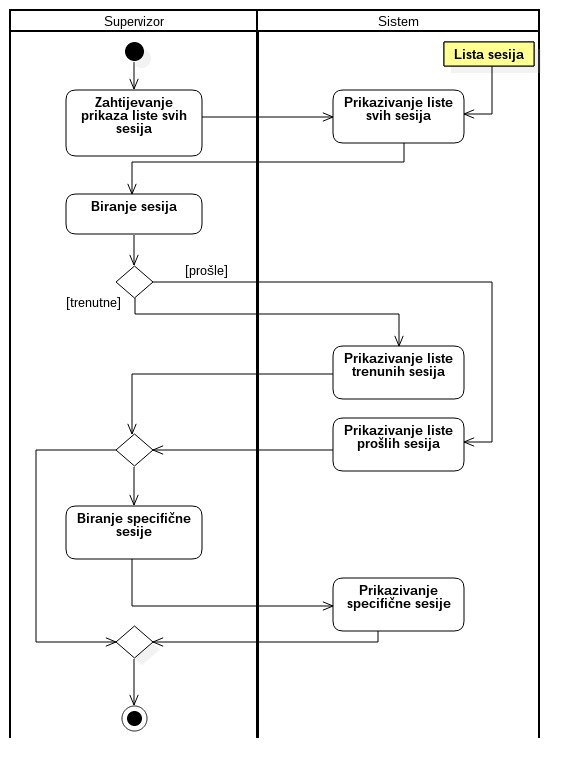 Supervizor
Sistem
Lista sesija
Zahtijevanje
prikaza liste svih
sesija
Prikazivanje liste
svih sesija
Biranje sesija
[prošle]
[trenutne]
Prikazivanje liste
trenunih sesija
Prikazivanje liste
prošlih sesija
Biranje specifične
sesije
Prikazivanje
specifične sesije